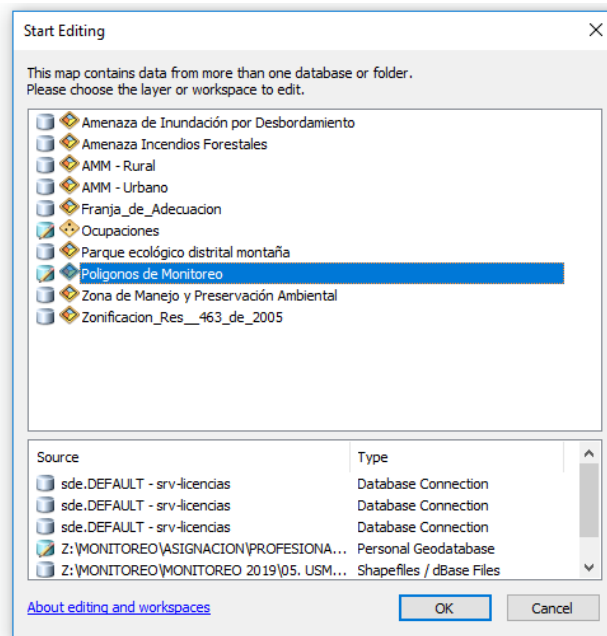 Start Editing
This map contains data from more than one database or folder.
Please choose the layer or workspace to edit.
Amenaza de Inundación por Desbordamiento
Amenaza Incendios Forestales
AMM - Rural
AMM - Urbano
Franja_de_Adecuacion
Ocupaciones
Parque ecológico distrital montaña
Poligonos de Monitoreo
Zona de Manejo y Preservación Ambiental
Zonificacion_Res__463_de_2005
Source Type
sde.DEFAULT - srv-licencias Database Connection
sde.DEFAULT - srv-licencias Database Connection
sde.DEFAULT - srv-licencias Database Connection
Z:\MONITOREO\ASIGNACION\PROFESIONA... Personal Geodatabase
Z:\MONITOREO\MONITOREO 2019\05. USM... Shapefiles / dBase Files
About editing and workspaces OK Cancel